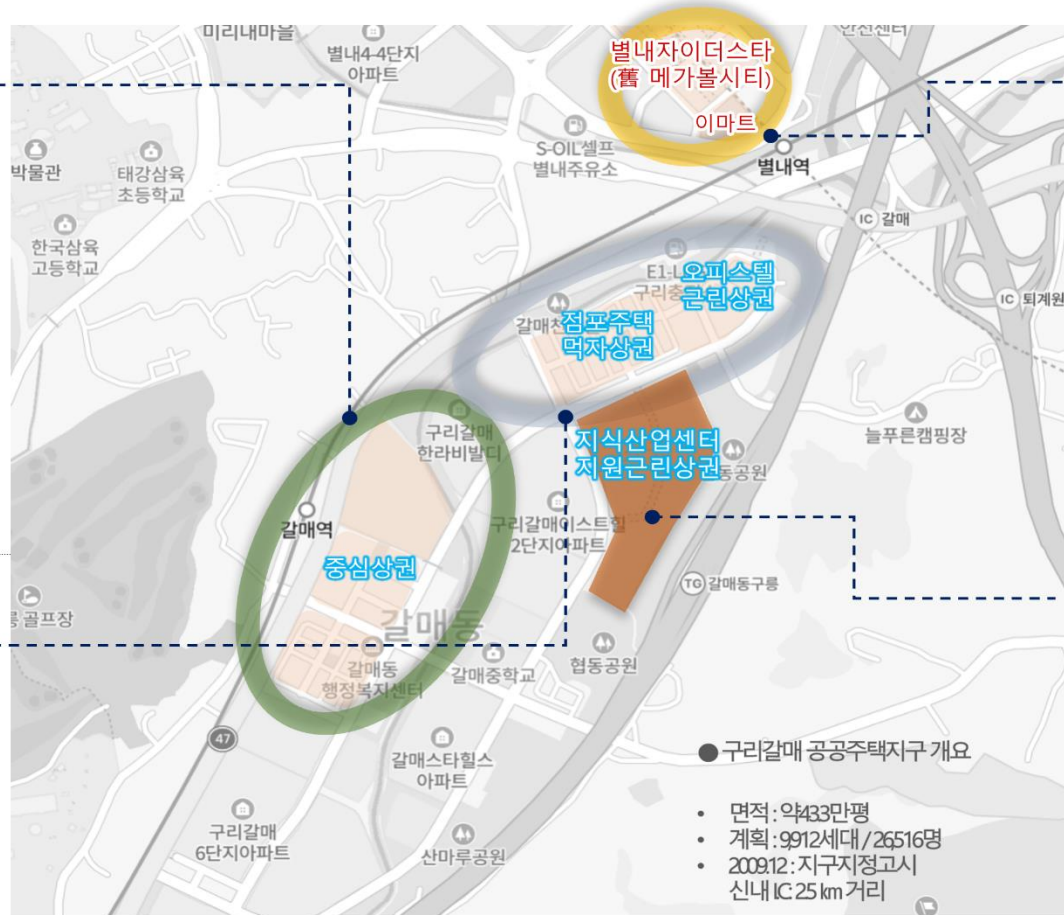 미리내마을
별내4-4단지
아파트
별내자이더스타
(舊 메가볼시티)
이마트
안전센터
S-OIL셀프
별내주유소
별내역
박물관
태강삼육
초등학교
한국삼육
고등학교
IC 갈매
IC 퇴계원
E1-L
구리충
오피스텔
근린상권
갈매천
점포주택
먹자상권
구리갈매
한라비발디
지식산업센터
지원근린상권
동공원
늘푸른캠핑장
갈매역
구리갈매이스트힐
2단지아파트
중심상권
TG 갈매동구릉
릉 골프장
갈매동
갈매동
행정복지센터
갈매중학교
협동공원
47
갈매스타힐스
아파트
구리갈매
6단지아파트
산마루공원
● 구리갈매 공공주택지구 개요
• 면적 : 약43.3만평
• 계획 : 9,912세대 / 26,516명
• 2009.12 : 지구지정고시
신내 IC 2.5 km 거리